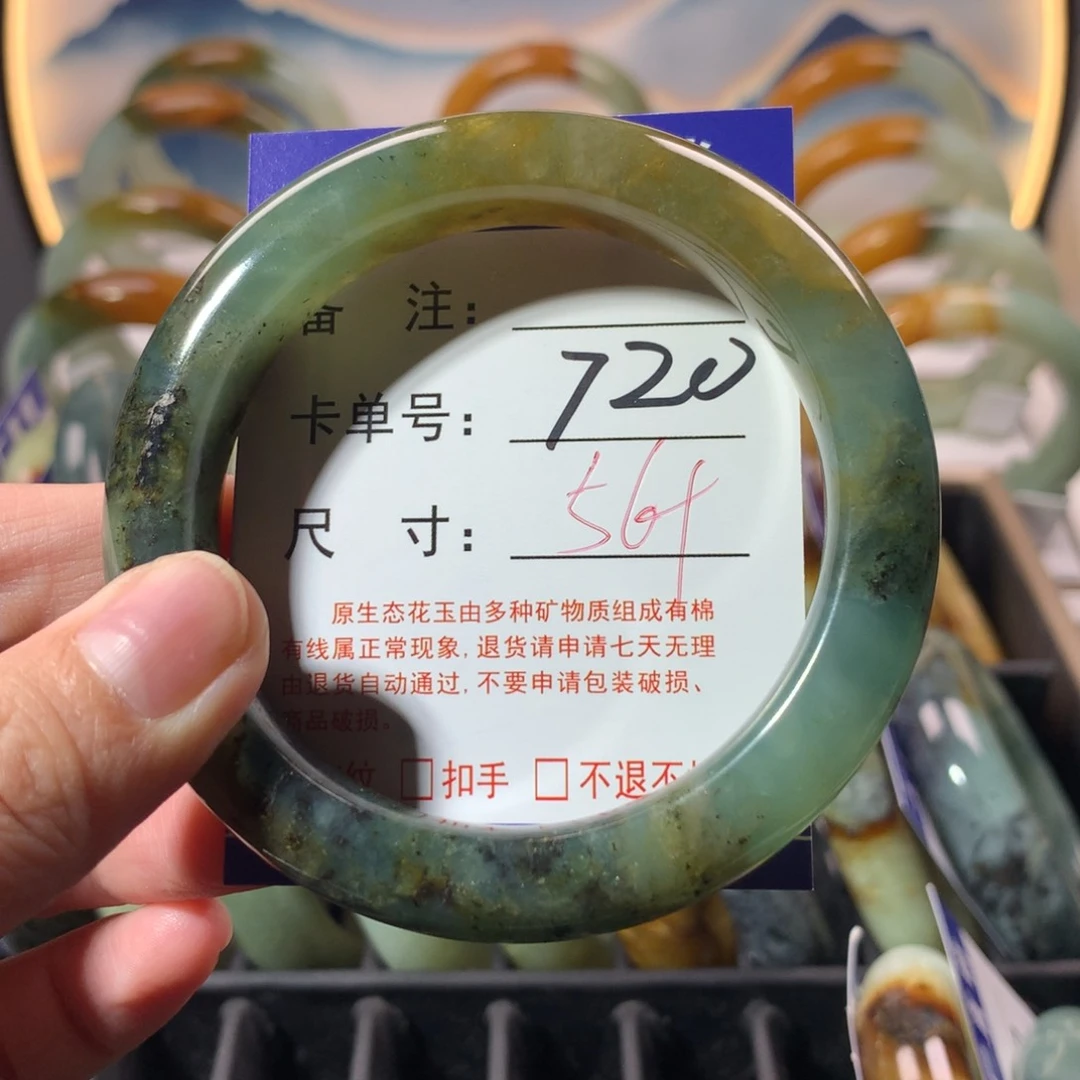 备 注:
卡单号: 720
尺 寸: 56+
原生态花玉由多种矿物质组成有棉
有线属正常现象, 退货请申请七天无理
由退货自动通过, 不要申请包装破损、
商品破损。
纹 □扣手 □不退不